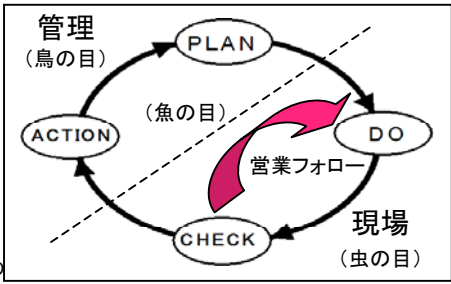 管理
（鳥の目）
PLAN
（魚の目）
ACTION
DO
営業フォロー
CHECK
現場
（虫の目）